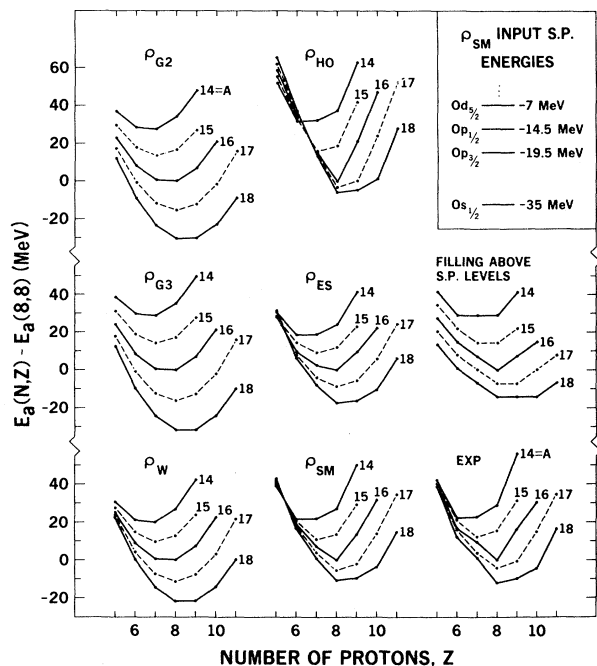 60
40
20
0
-20
ρG2
14=A
15
16
17
18
ρHO
14
15
16
17
18
ρSM INPUT S.P.
ENERGIES
Od5/2 -7 MeV
Op1/2 -14.5 MeV
Op3/2 -19.5 MeV
Os1/2 -35 MeV
Ea(N,Z) - Ea(8,8) (MeV)
40
20
0
-20
ρG3
14
15
16
17
18
ρES
14
15
16
17
18
FILLING ABOVE
S.P. LEVELS
14
15
16
17
18
40
20
0
-20
ρW
14
15
16
17
18
ρSM
14
15
16
17
18
EXP
14=A
15
16
17
18
6 8 10 6 8 10 6 8 10
NUMBER OF PROTONS, Z